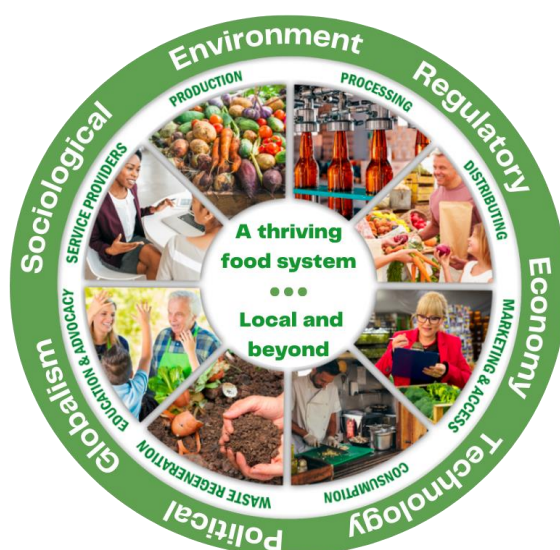 Environment
Regulatory
Economy
Technology
Political
Globalism
Sociological
PRODUCTION
PROCESSING
DISTRIBUTING
MARKETING & ACCESS
CONSUMPTION
WASTE REGENERATION
EDUCATION & ADVOCACY
SERVICE PROVIDERS
A thriving
food system
•••
Local and
beyond